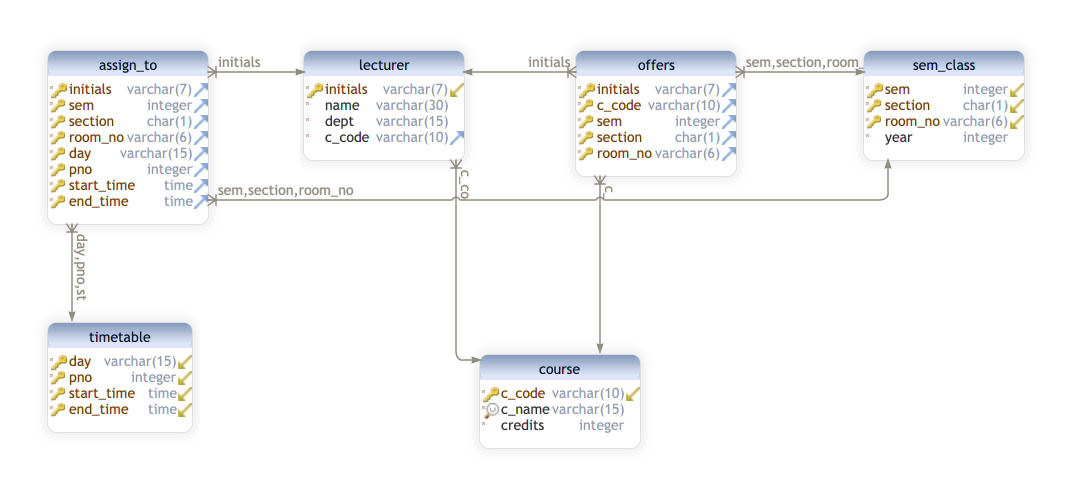 assign_to
initials varchar(7)
sem integer
section char(1)
room_no varchar(6)
day varchar(15)
pno integer
start_time time
end_time time
initials
lecturer
initials varchar(7)
name varchar(30)
dept varchar(15)
c_code varchar(10)
initials
offers
initials varchar(7)
c_code varchar(10)
sem integer
section char(1)
room_no varchar(6)
sem,section,room_
sem_class
sem integer
section char(1)
room_no varchar(6)
year integer
sem,section,room_no
c_co
c_
day,pno,st
timetable
day varchar(15)
pno integer
start_time time
end_time time
course
c_code varchar(10)
c_name varchar(15)
credits integer